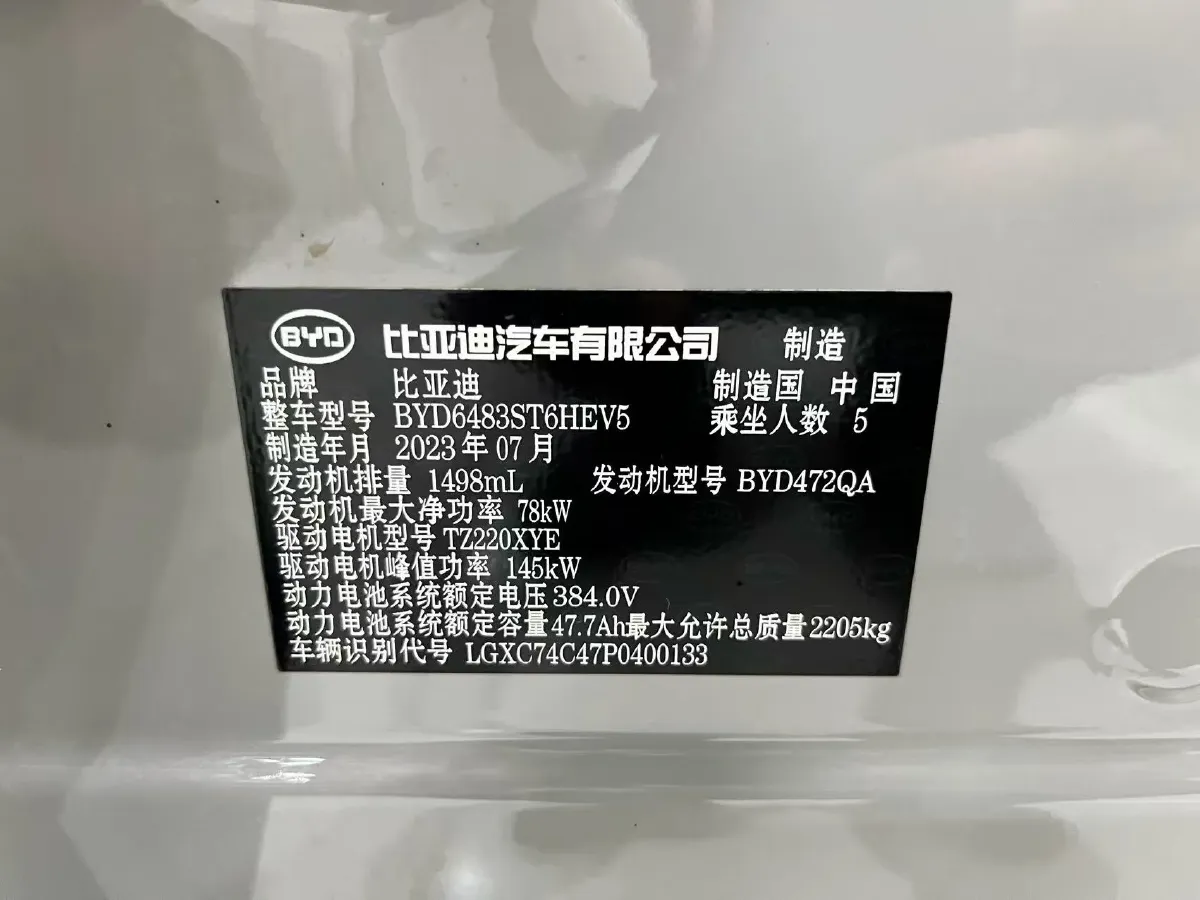 BYD 比亚迪汽车有限公司 制造
品牌 比亚迪 制造国 中国
整车型号 BYD6483ST6HEV5 乘坐人数 5
制造年月 2023年07月
发动机排量 1498mL 发动机型号 BYD472QA
发动机最大净功率 78kW
驱动电机型号 TZ220XYE
驱动电机峰值功率 145kW
动力电池系统额定电压 384.0V
动力电池系统额定容量 47.7Ah 最大允许总质量 2205kg
车辆识别代号 LGXC74C47P0400133